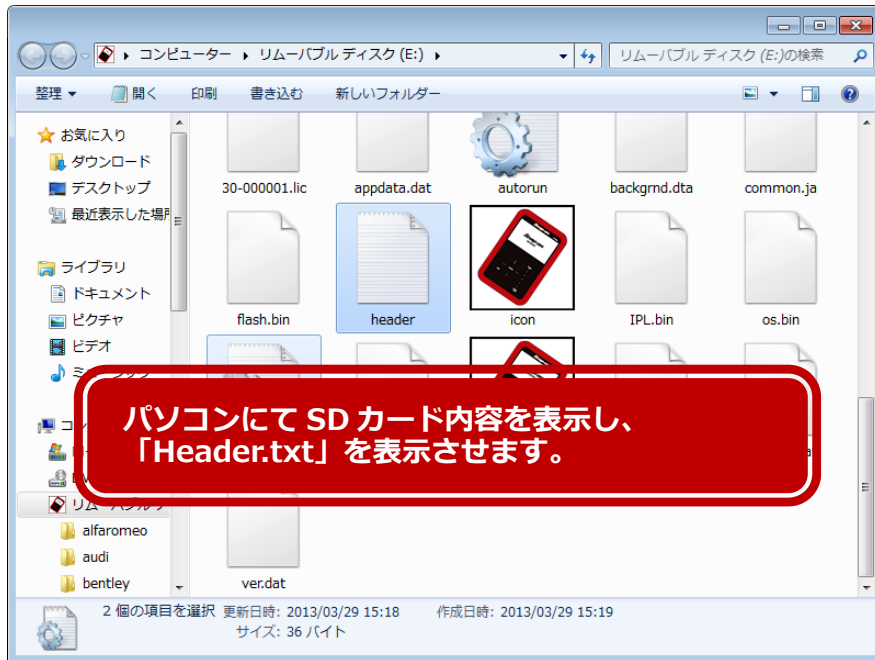 コンピューター ▸ リムーバブル ディスク (E:) ▸
リムーバブル ディスク (E:)の検索
整理 開く 印刷 書き込む 新しいフォルダー
お気に入り
ダウンロード
デスクトップ
最近表示した場所
ライブラリ
ドキュメント
ピクチャ
ビデオ
30-000001.lic appdata.dat autorun backgrnd.dta common.ja
flash.bin header icon IPL.bin os.bin
パソコンにて SD カード内容を表示し、
「Header.txt」を表示させます。
alfaromeo
audi
bentley
ver.dat
2 個の項目を選択 更新日時: 2013/03/29 15:18 作成日時: 2013/03/29 15:19
サイズ: 36 バイト